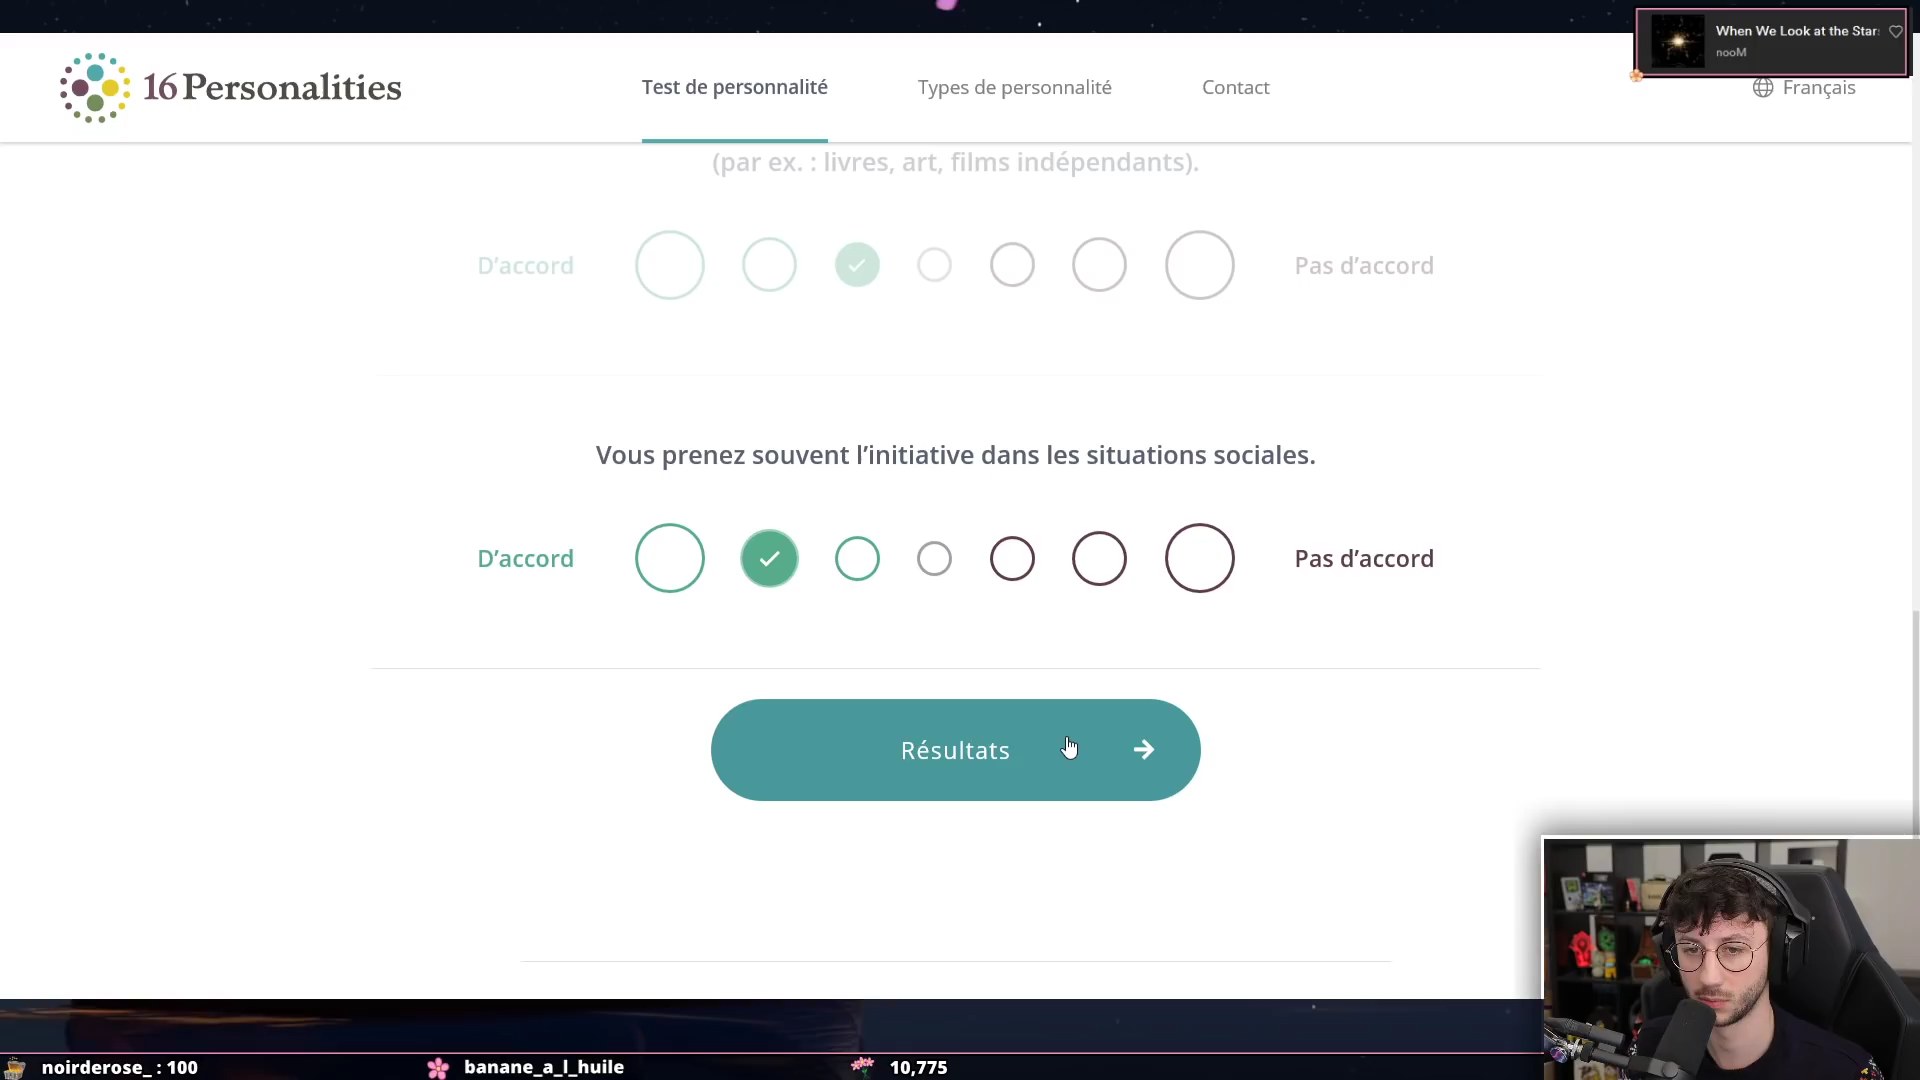 When We Look at the Star
nooM
16Personalities
Test de personnalité
Types de personnalité
Contact
Français
(par ex. : livres, art, films indépendants).
D’accord
Pas d’accord
Vous prenez souvent l’initiative dans les situations sociales.
D’accord
Pas d’accord
Résultats
noirderose_ : 100
banane_a_l_huile
10,775